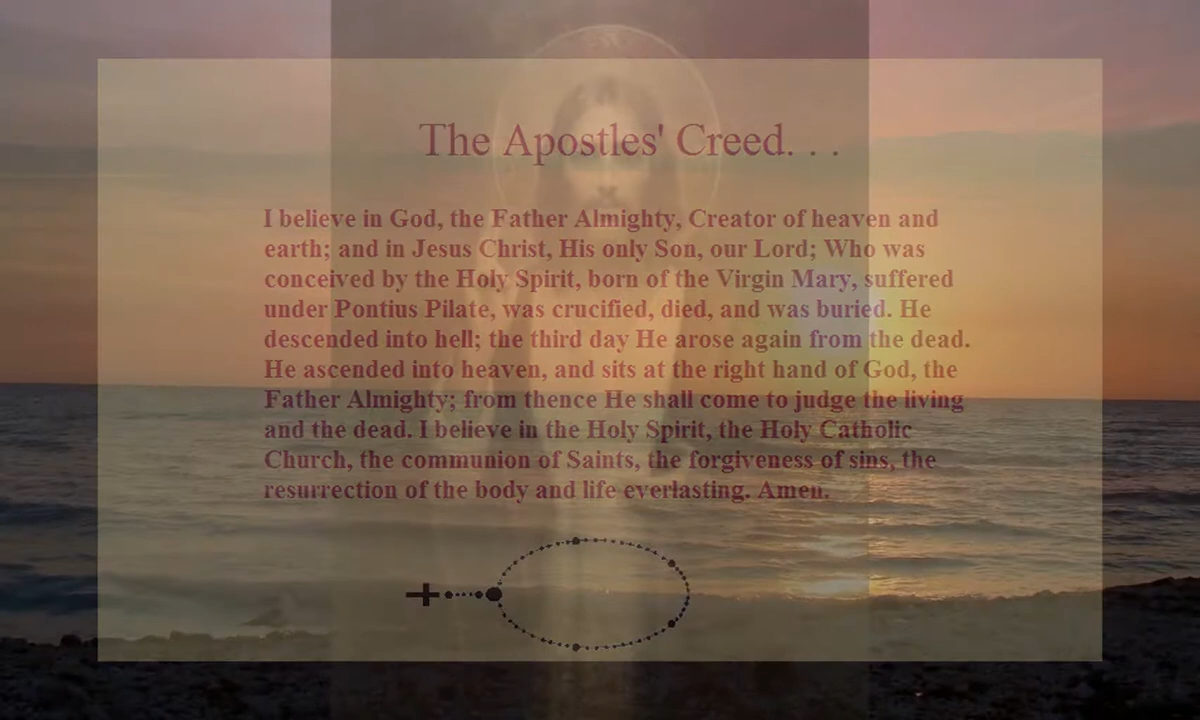 The Apostles' Creed. . .
I believe in God, the Father Almighty, Creator of heaven and
earth; and in Jesus Christ, His only Son, our Lord; Who was
conceived by the Holy Spirit, born of the Virgin Mary, suffered
under Pontius Pilate, was crucified, died, and was buried. He
descended into hell; the third day He arose again from the dead.
He ascended into heaven, and sits at the right hand of God, the
Father Almighty; from thence He shall come to judge the living
and the dead. I believe in the Holy Spirit, the Holy Catholic
Church, the communion of Saints, the forgiveness of sins, the
resurrection of the body and life everlasting. Amen.